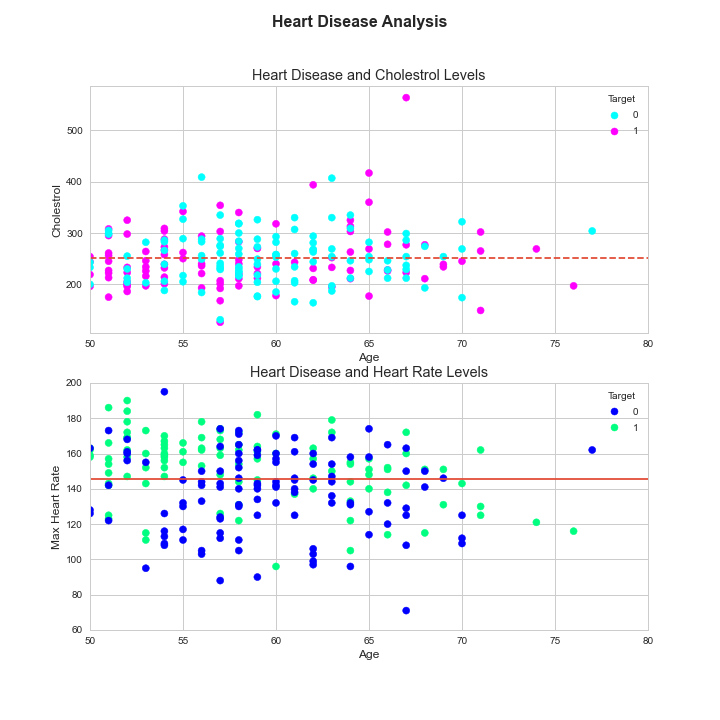 Heart Disease Analysis
Heart Disease and Cholestrol Levels
Target
0
1
Cholestrol
500
400
300
200
50 55 60 65 70 75 80
Age
Heart Disease and Heart Rate Levels
Target
0
1
Max Heart Rate
200
180
160
140
120
100
80
60
50 55 60 65 70 75 80
Age